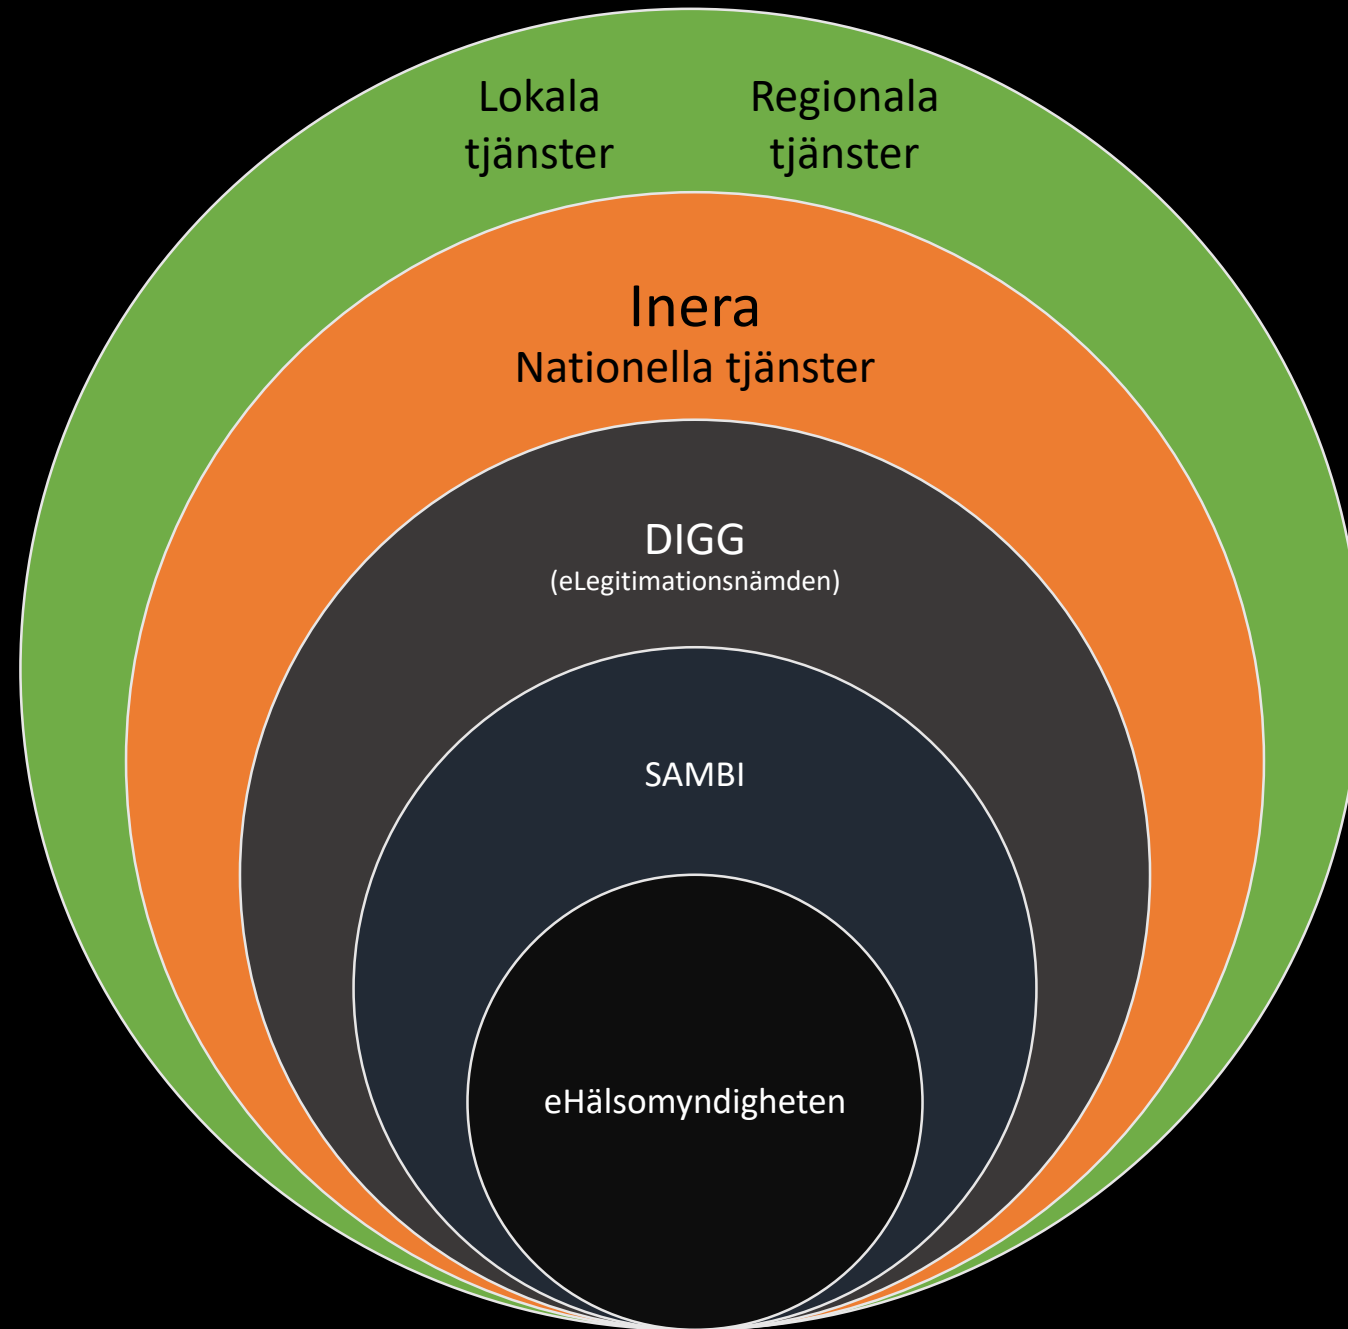 Lokala
tjänster
Regionala
tjänster
Inera
Nationella tjänster
DIGG
(eLegitimationsnämden)
SAMBI
eHälsomyndigheten